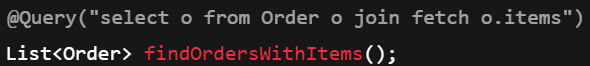 @Query("select o from Order o join fetch o.items")
List<Order> findOrdersWithItems();